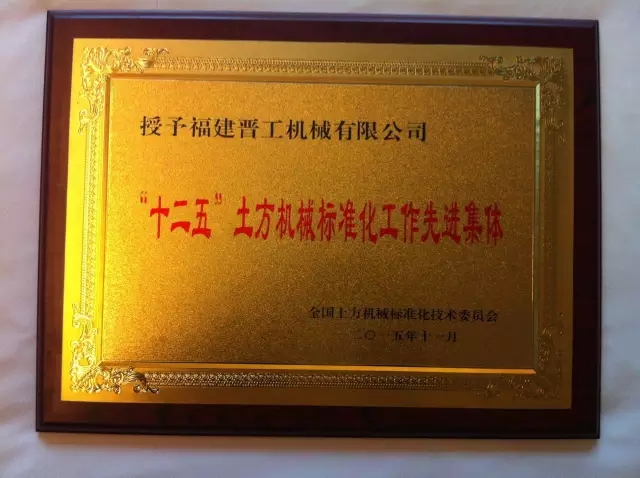 授予福建晋工机械有限公司
“十二五”土方机械标准化工作先进集体
全国土方机械标准化技术委员会
二〇一五年十一月